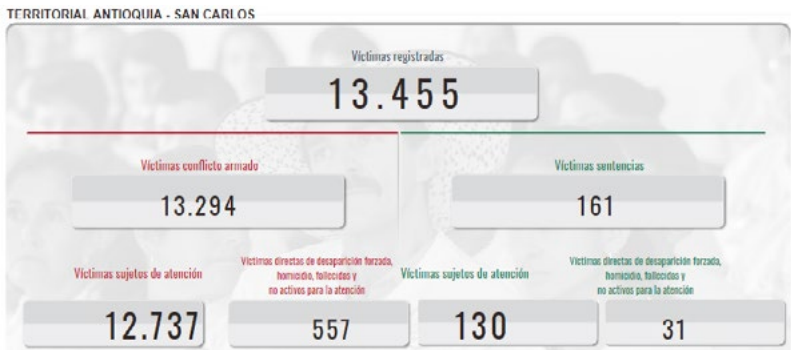 TERRITORIAL ANTIOQUIA - SAN CARLOS
Víctimas registradas
13.455
Víctimas conflicto armado
13.294
Víctimas sentencias
161
Víctimas sujetos de atención
12.737
Víctimas directas de desaparición forzada,
homicidio, fallecidos y
no activos para la atención
557
Víctimas sujetos de atención
130
Víctimas directas de desaparición forzada,
homicidio, fallecidos y
no activos para la atención
31